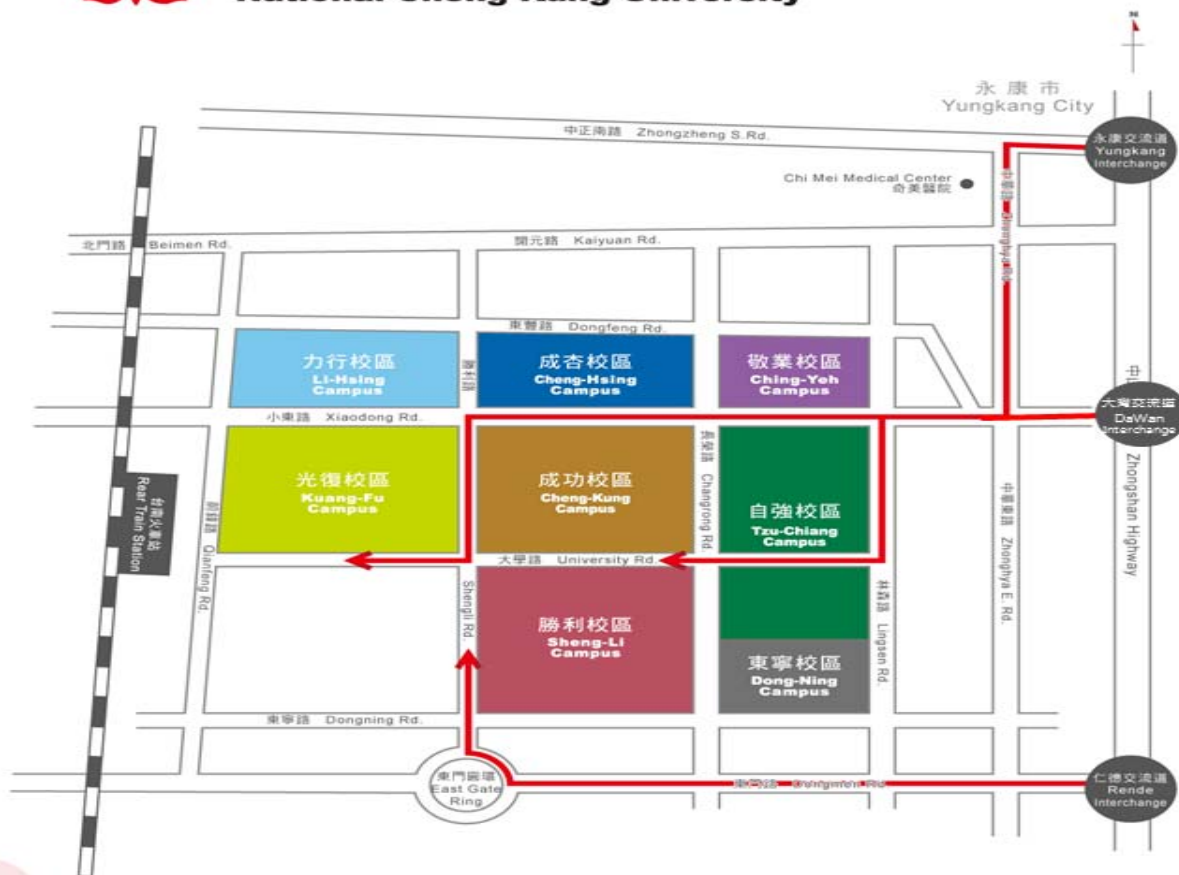 National Cheng Kung University
N
永康市
Yungkang City
中正南路 Zhongzheng S.Rd.
永康交流道
Yungkang
Interchange
Chi Mei Medical Center
奇美醫院
北門路 Beimen Rd.
開元路 Kaiyuan Rd.
東豐路 Dongfeng Rd.
力行校區
Li-Hsing
Campus
勝利路
成杏校區
Cheng-Hsing
Campus
敬業校區
Ching-Yeh
Campus
小東路 Xiaodong Rd.
大灣交流道
DaWan
Interchange
光復校區
Kuang-Fu
Campus
成功校區
Cheng-Kung
Campus
長榮路 Changrong Rd.
自強校區
Tzu-Chiang
Campus
中華東路 Zhonghya E. Rd.
Zhongshan Highway
台南火車站
Rear Train Station
前鋒路 Qianfeng Rd.
大學路 University Rd.
Shengli Rd.
勝利校區
Sheng-Li
Campus
林森路 Lingsen Rd.
東寧校區
Dong-Ning
Campus
東寧路 Dongning Rd.
東門圓環
East Gate
Ring
東門路 Dongmen Rd
仁德交流道
Rende
Interchange